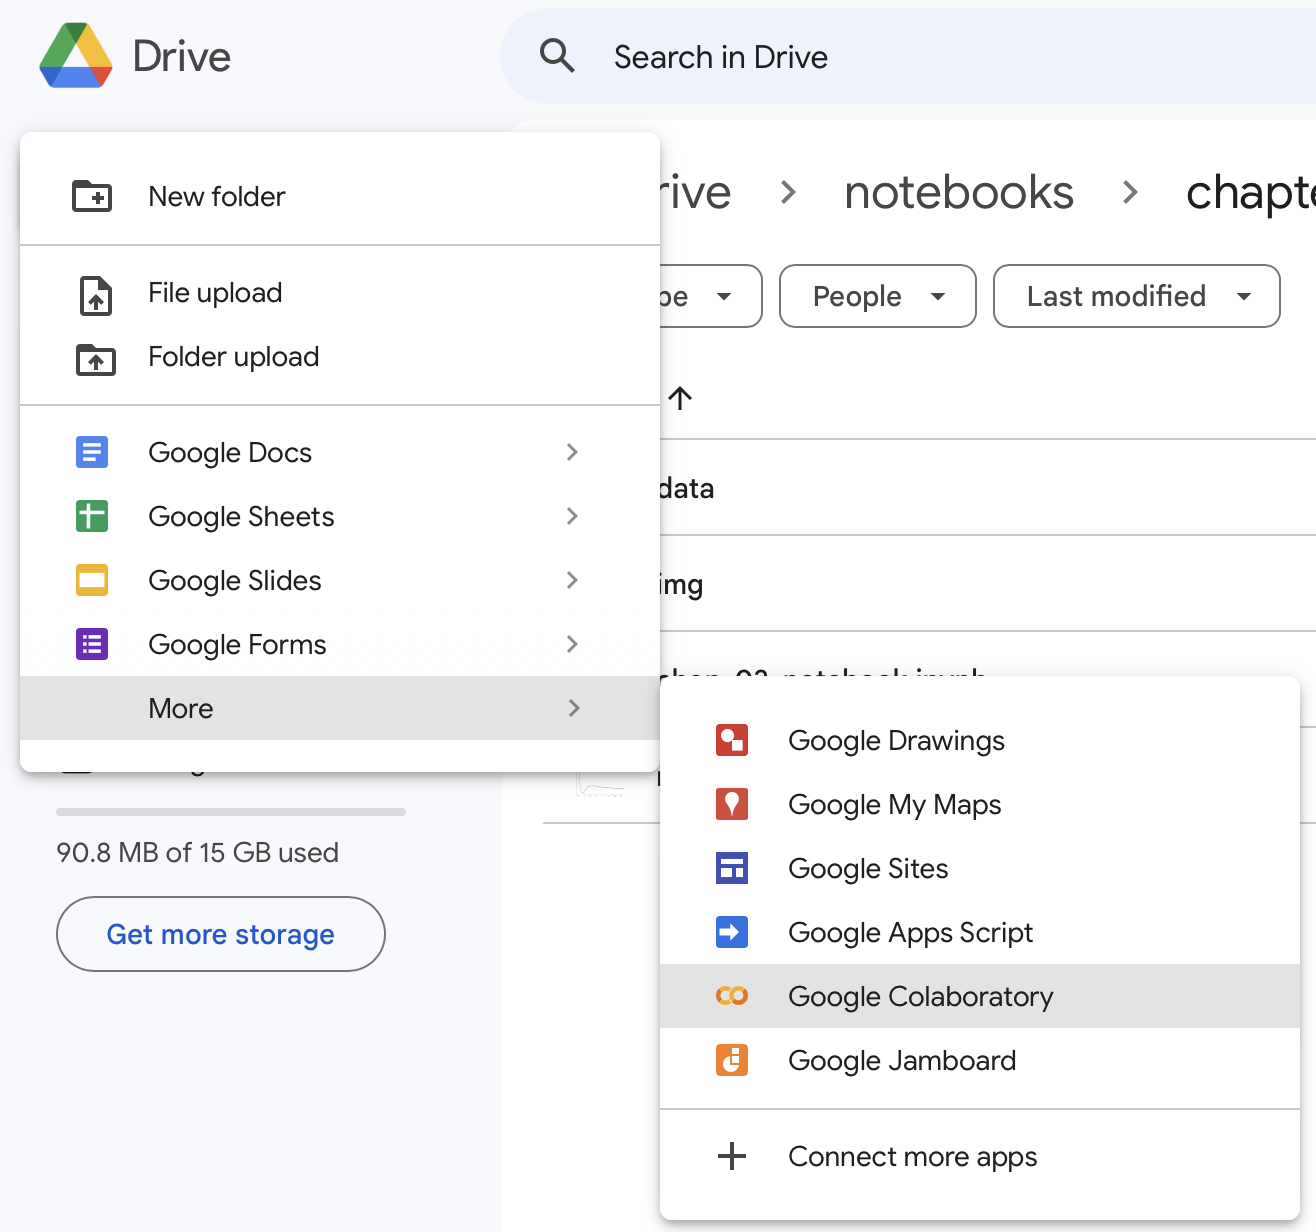 Drive
Search in Drive
New folder
rive > notebooks > chapte
File upload
People
Last modified
Folder upload
Google Docs
data
Google Sheets
Google Slides
img
Google Forms
More
Google Drawings
Google My Maps
90.8 MB of 15 GB used
Google Sites
Get more storage
Google Apps Script
Google Colaboratory
Google Jamboard
Connect more apps